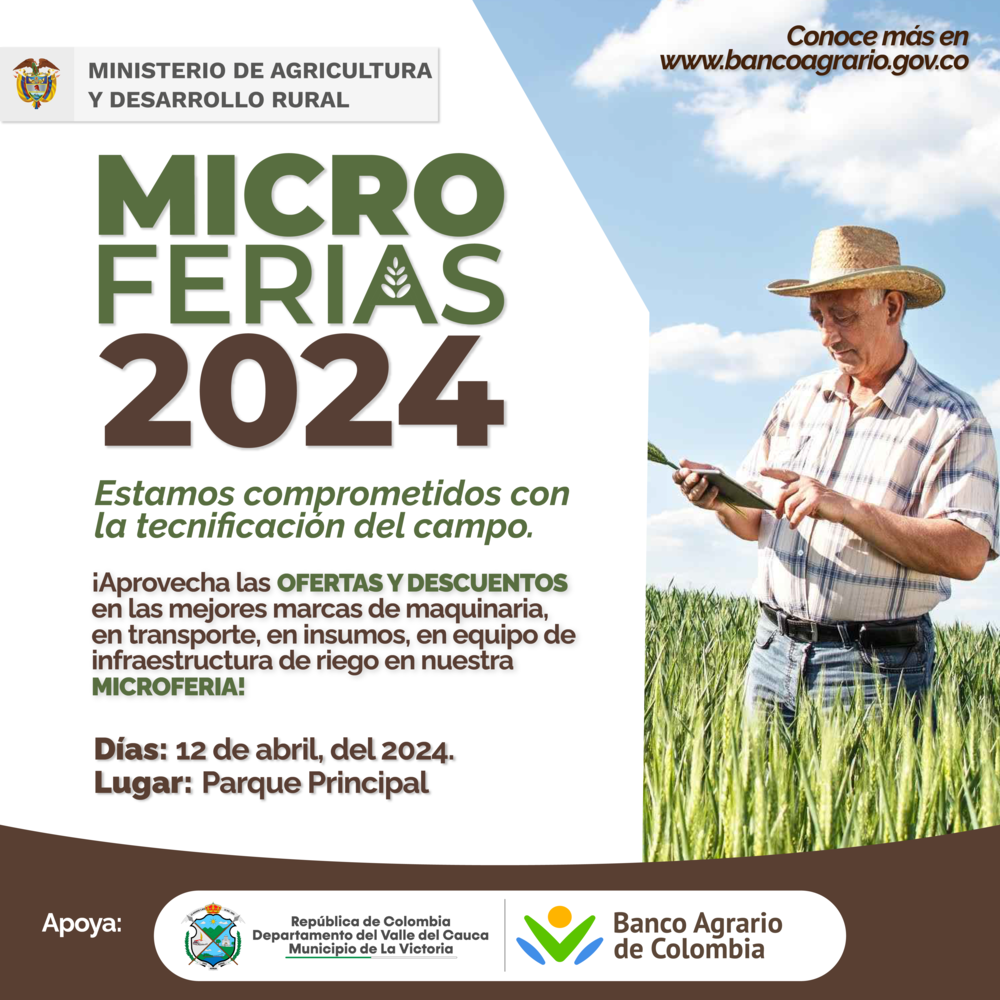 Conoce más en
www.bancoagrario.gov.co
MINISTERIO DE AGRICULTURA
Y DESARROLLO RURAL
MICRO
FERIAS
2024
Estamos comprometidos con
la tecnificación del campo.
¡Aprovecha las OFERTAS Y DESCUENTOS
en las mejores marcas de maquinaria,
en transporte, en insumos, en equipo de
infraestructura de riego en nuestra
MICROFERIA!
Días: 12 de abril, del 2024.
Lugar: Parque Principal
Apoya:
República de Colombia
Departamento del Valle del Cauca
Municipio de La Victoria
Banco Agrario
de Colombia